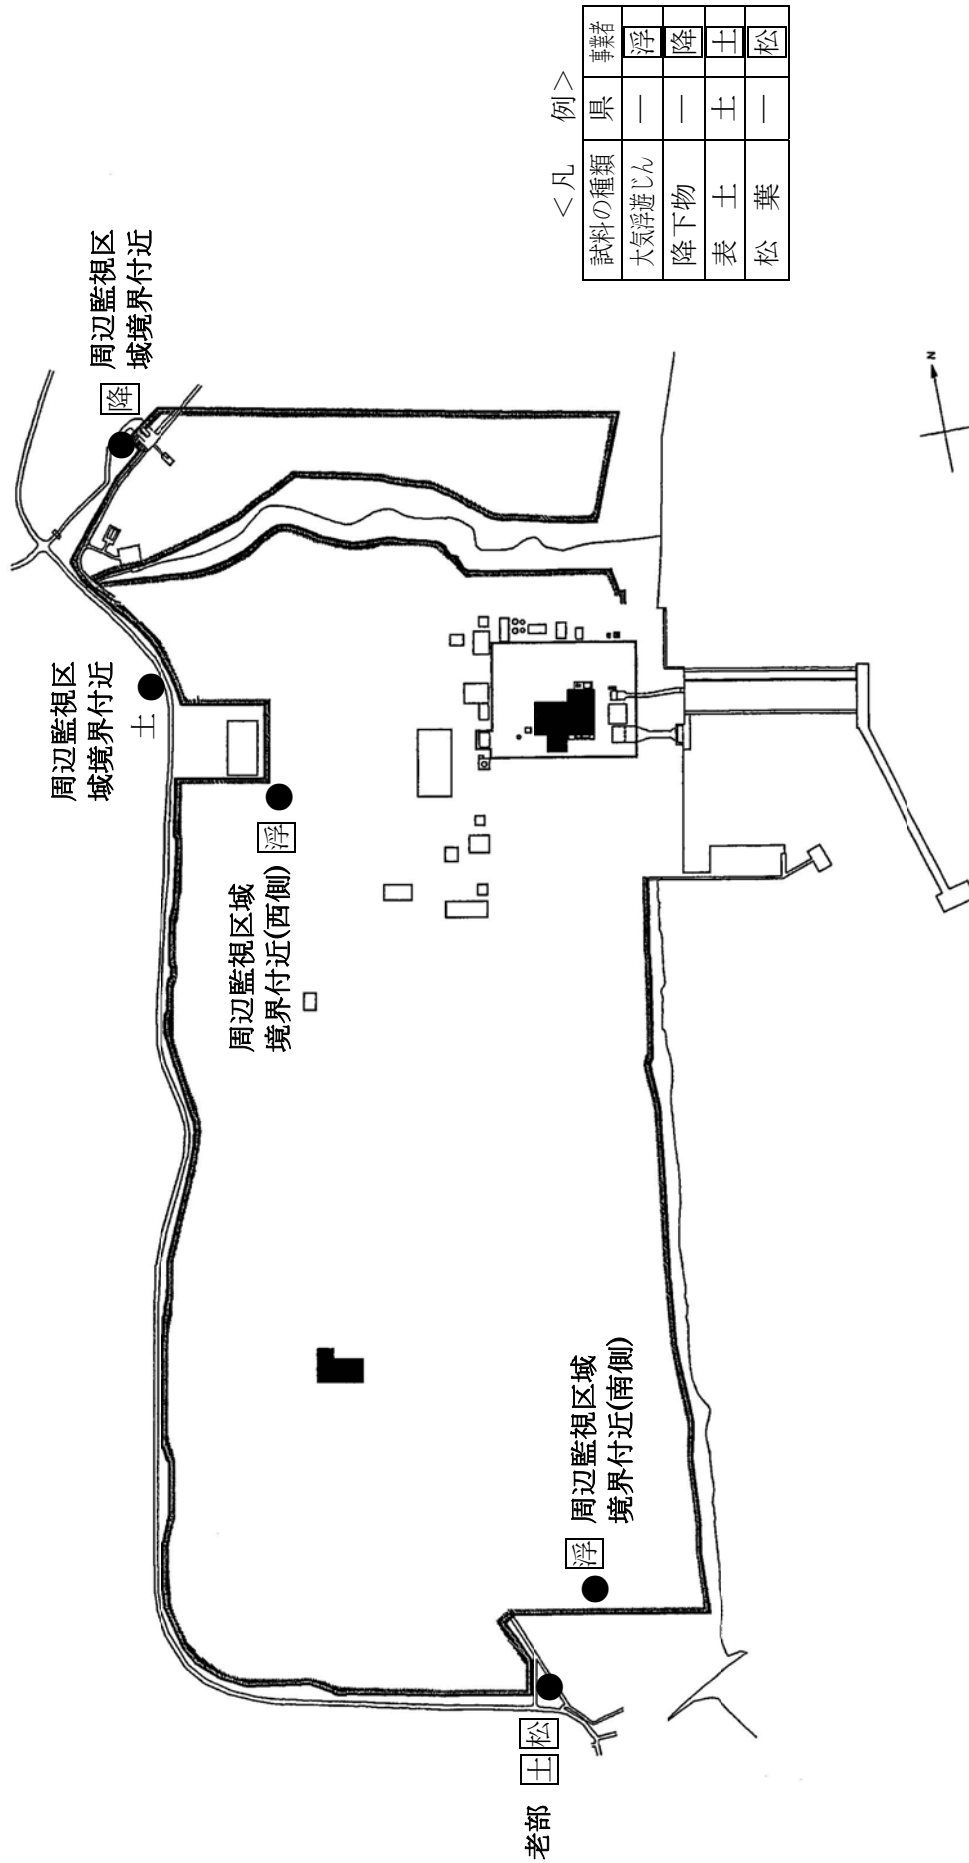 周辺監視区
域境界付近
降
周辺監視区
域境界付近
土
浮
周辺監視区域
境界付近(西側)
浮
周辺監視区域
境界付近(南側)
老部
土 松
N
<凡 例>
試料の種類 県 事業者
大気浮遊じん ― 浮
降下物 ― 降
表 土 土 土
松 葉 ― 松